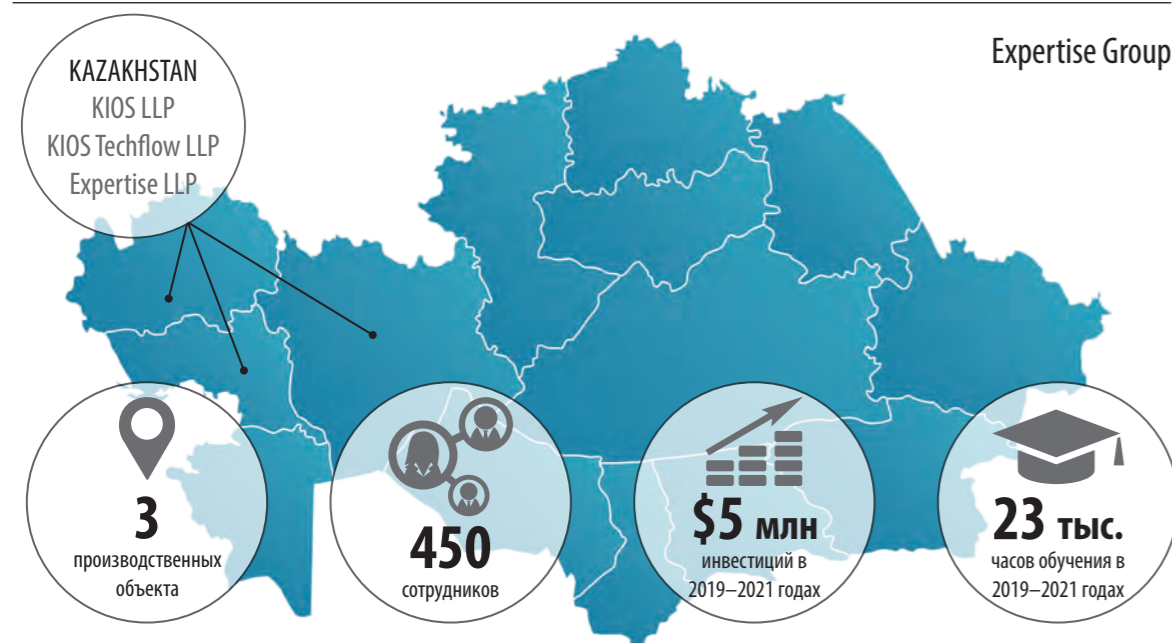 Expertise Group
KAZAKHSTAN
KIOS LLP
KIOS Techflow LLP
Expertise LLP
3
производственных
объекта
450
сотрудников
$5 млн
инвестиций в
2019–2021 годах
23 тыс.
часов обучения в
2019–2021 годах